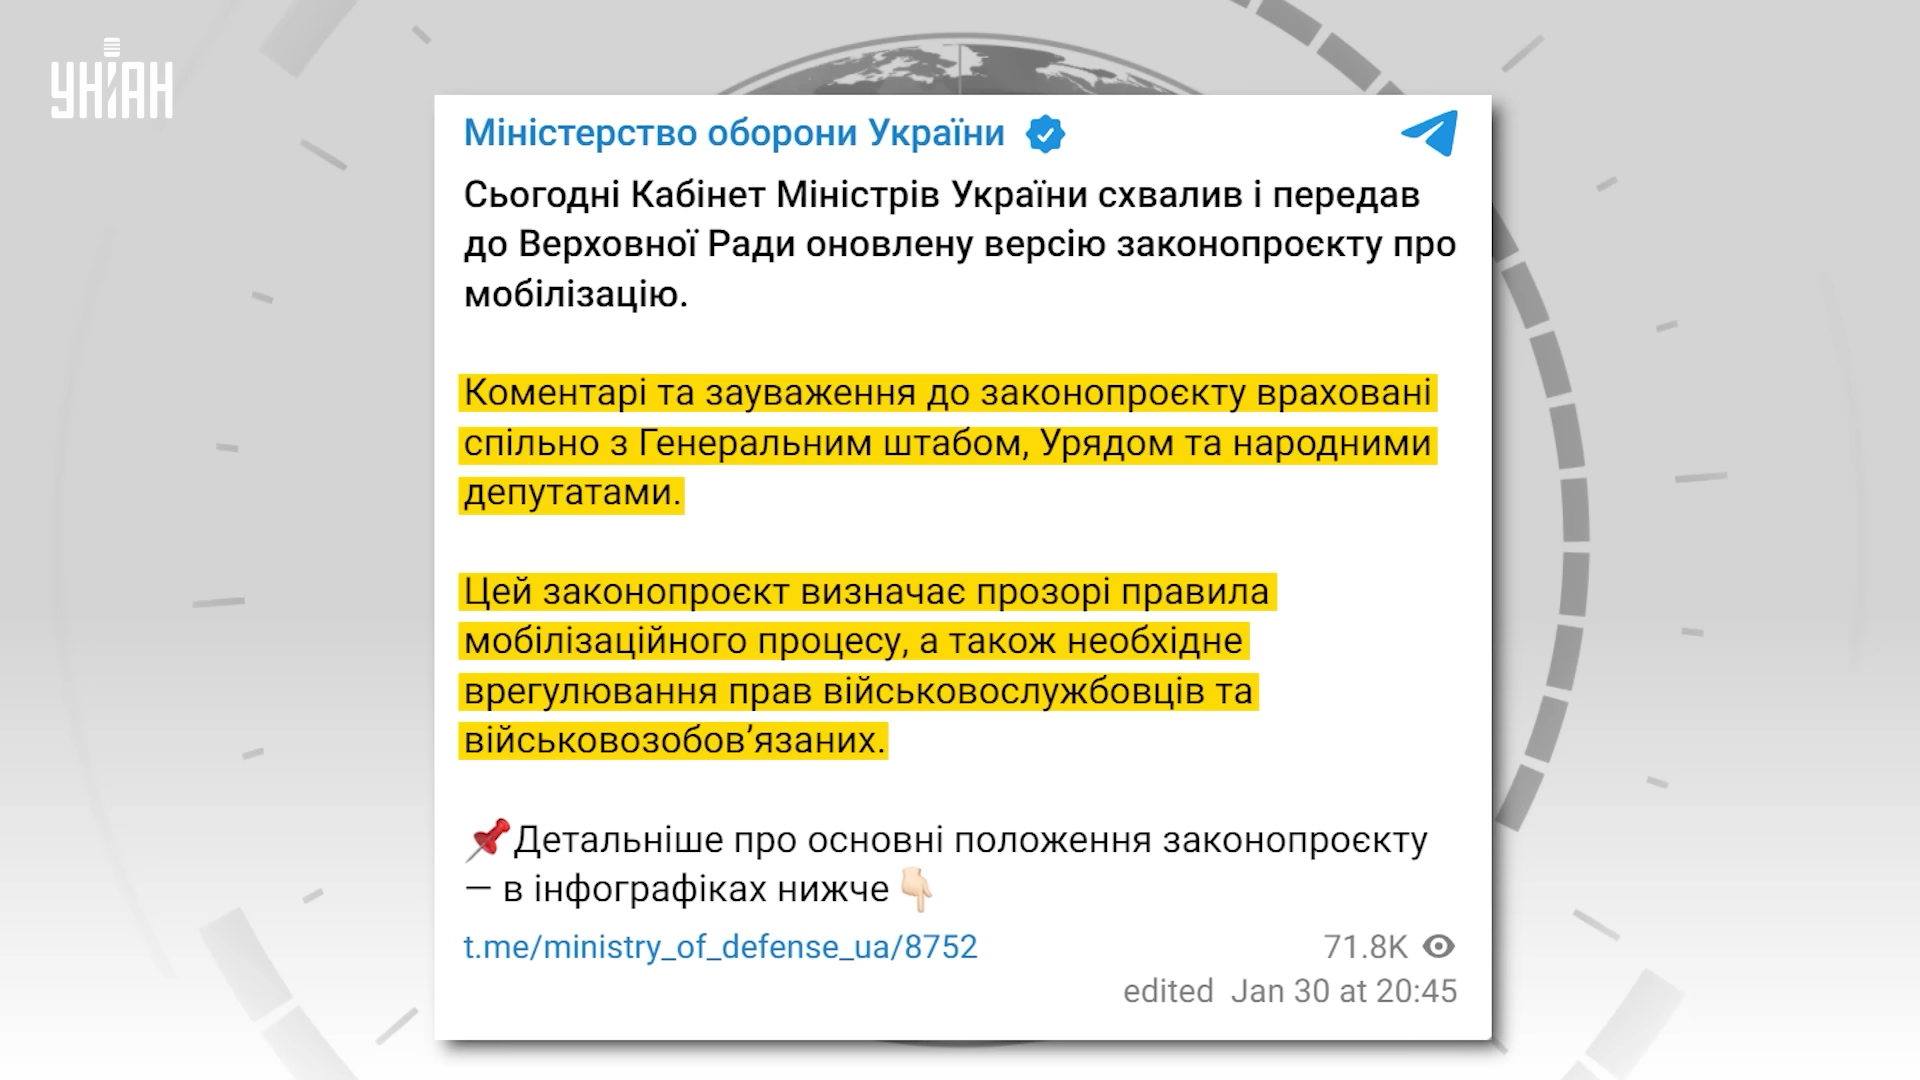 УНІАН
Міністерство оборони України
Сьогодні Кабінет Міністрів України схвалив і передав
до Верховної Ради оновлену версію законопроєкту про
мобілізацію.
Коментарі та зауваження до законопроєкту враховані
спільно з Генеральним штабом, Урядом та народними
депутатами.
Цей законопроєкт визначає прозорі правила
мобілізаційного процесу, а також необхідне
врегулювання прав військовослужбовців та
військовозобов’язаних.
📌Детальніше про основні положення законопроєкту
— в інфографіках нижче👇🏻
t.me/ministry_of_defense_ua/8752
71.8K
edited Jan 30 at 20:45